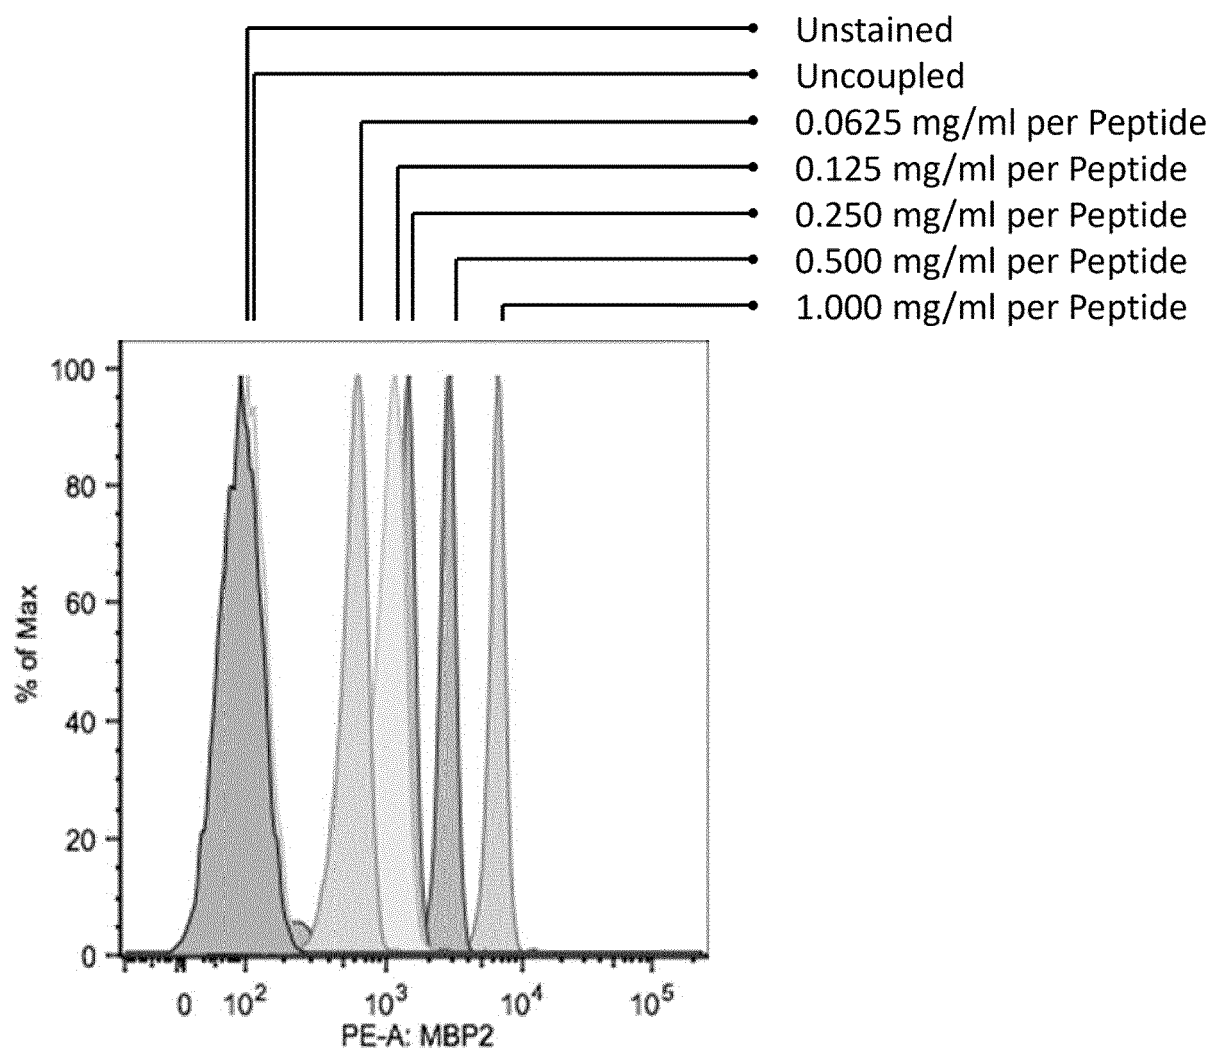 Unstained
Uncoupled
0.0625 mg/ml per Peptide
0.125 mg/ml per Peptide
0.250 mg/ml per Peptide
0.500 mg/ml per Peptide
1.000 mg/ml per Peptide
100
80
60
40
20
0
% of Max
0 10² 10³ 10⁴ 10⁵
PE-A: MBP2